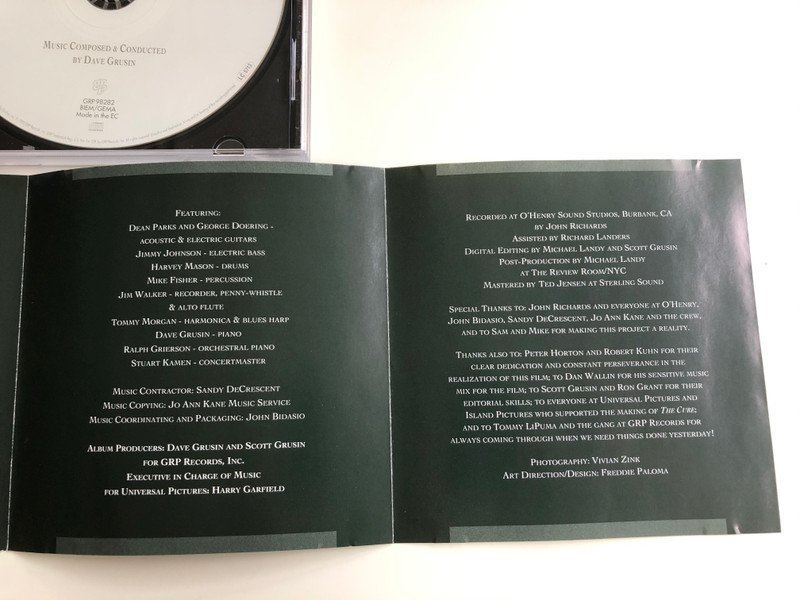 Music Composed & Conducted
by Dave Grusin
GRP 98282
BIEM/GEMA
Made in the EC
Featuring:
Dean Parks and George Doering -
acoustic & electric guitars
Jimmy Johnson - electric bass
Harvey Mason - drums
Mike Fisher - percussion
Jim Walker - recorder, penny-whistle
& alto flute
Tommy Morgan - harmonica & blues harp
Dave Grusin - piano
Ralph Grierson - orchestral piano
Stuart Kamen - concertmaster
Music Contractor: Sandy DeCrescent
Music Copying: Jo Ann Kane Music Service
Music Coordinating and Packaging: John Bidasio
Album Producers: Dave Grusin and Scott Grusin
for GRP Records, Inc.
Executive in Charge of Music
for Universal Pictures: Harry Garfield
Recorded at O'Henry Sound Studios, Burbank, CA
by John Richards
Assisted by Richard Landers
Digital Editing by Michael Landy and Scott Grusin
Post-Production by Michael Landy
at The Review Room/NYC
Mastered by Ted Jensen at Sterling Sound
Special Thanks to: John Richards and everyone at O'Henry,
John Bidasio, Sandy DeCrescent, Jo Ann Kane and the crew,
and to Sam and Mike for making this project a reality.
Thanks also to: Peter Horton and Robert Kuhn for their
clear dedication and constant perseverance in the
realization of this film; to Dan Wallin for his sensitive music
mix for the film; to Scott Grusin and Ron Grant for their
editorial skills; to everyone at Universal Pictures and
Island Pictures who supported the making of The Cure;
and to Tommy LiPuma and the gang at GRP Records for
always coming through when we need things done yesterday!
Photography: Vivian Zink
Art Direction/Design: Freddie Paloma